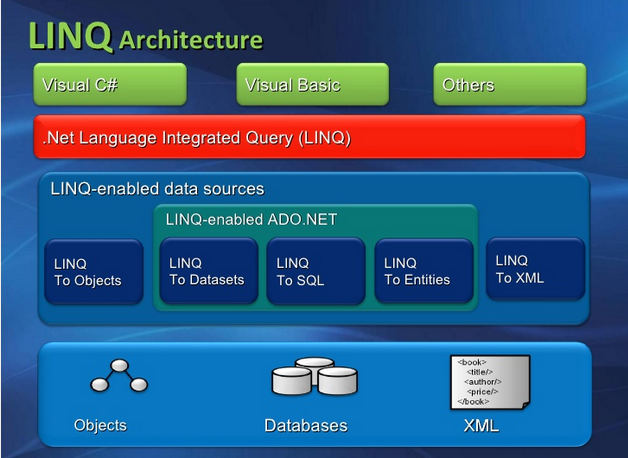 LINQ Architecture
Visual C#
Visual Basic
Others
.Net Language Integrated Query (LINQ)
LINQ-enabled data sources
LINQ-enabled ADO.NET
LINQ
To Objects
LINQ
To Datasets
LINQ
To SQL
LINQ
To Entities
LINQ
To XML
<book>
<title/>
<author/>
<price/>
</book>
Objects
Databases
XML